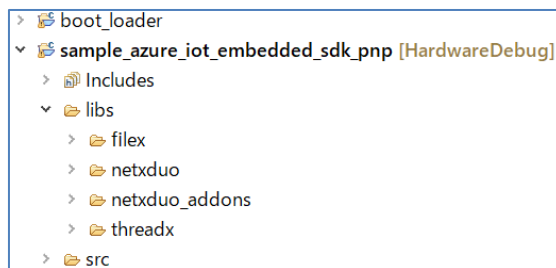 boot_loader
sample_azure_iot_embedded_sdk_pnp [HardwareDebug]
Includes
libs
filex
netxduo
netxduo_addons
threadx
src